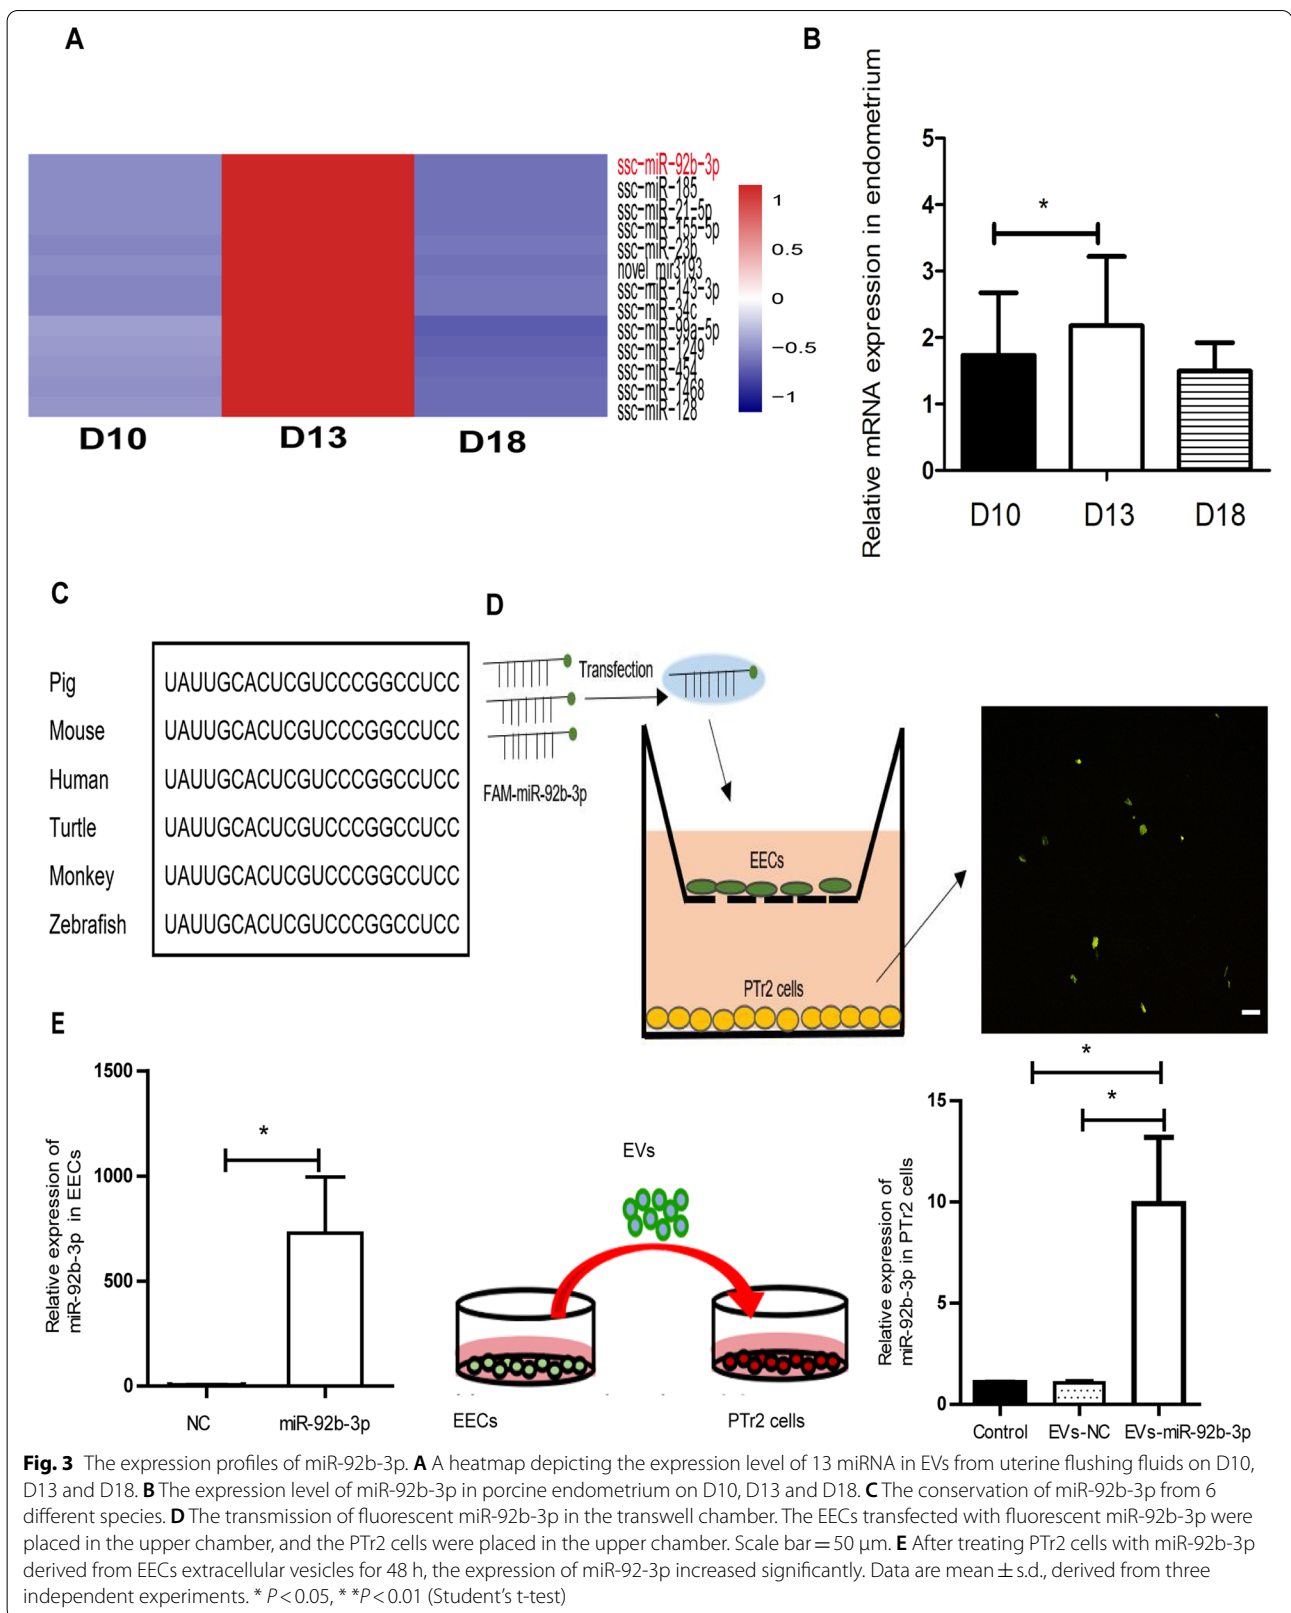 A
ssc-miR-92b-3p
ssc-miR-185
ssc-miR-21-5p
ssc-miR-155-5p
ssc-miR-23b
novel_mir3193
ssc-miR-143-3p
ssc-miR-34c
ssc-miR-99a-5p
ssc-miR-1249
ssc-miR-454
ssc-miR-1468
ssc-miR-128
1
0.5
0
−0.5
−1
D10 D13 D18
B
Relative mRNA expression in endometrium
5
4
3
2
1
0
*
D10 D13 D18
C
Pig UAUUGCACUCGUCCCGGCCUCC
Mouse UAUUGCACUCGUCCCGGCCUCC
Human UAUUGCACUCGUCCCGGCCUCC
Turtle UAUUGCACUCGUCCCGGCCUCC
Monkey UAUUGCACUCGUCCCGGCCUCC
Zebrafish UAUUGCACUCGUCCCGGCCUCC
D
Transfection
FAM-miR-92b-3p
EECs
PTr2 cells
E
Relative expression of
miR-92b-3p in EECs
1500
1000
500
0
*
NC miR-92b-3p
EVs
EECs PTr2 cells
Relative expression of
miR-92b-3p in PTr2 cells
15
10
5
0
*
*
Control EVs-NC EVs-miR-92b-3p
Fig. 3 The expression profiles of miR-92b-3p. A A heatmap depicting the expression level of 13 miRNA in EVs from uterine flushing fluids on D10,
D13 and D18. B The expression level of miR-92b-3p in porcine endometrium on D10, D13 and D18. C The conservation of miR-92b-3p from 6
different species. D The transmission of fluorescent miR-92b-3p in the transwell chamber. The EECs transfected with fluorescent miR-92b-3p were
placed in the upper chamber, and the PTr2 cells were placed in the upper chamber. Scale bar = 50 μm. E After treating PTr2 cells with miR-92b-3p
derived from EECs extracellular vesicles for 48 h, the expression of miR-92-3p increased significantly. Data are mean ± s.d., derived from three
independent experiments. * P < 0.05, * *P < 0.01 (Student's t-test)